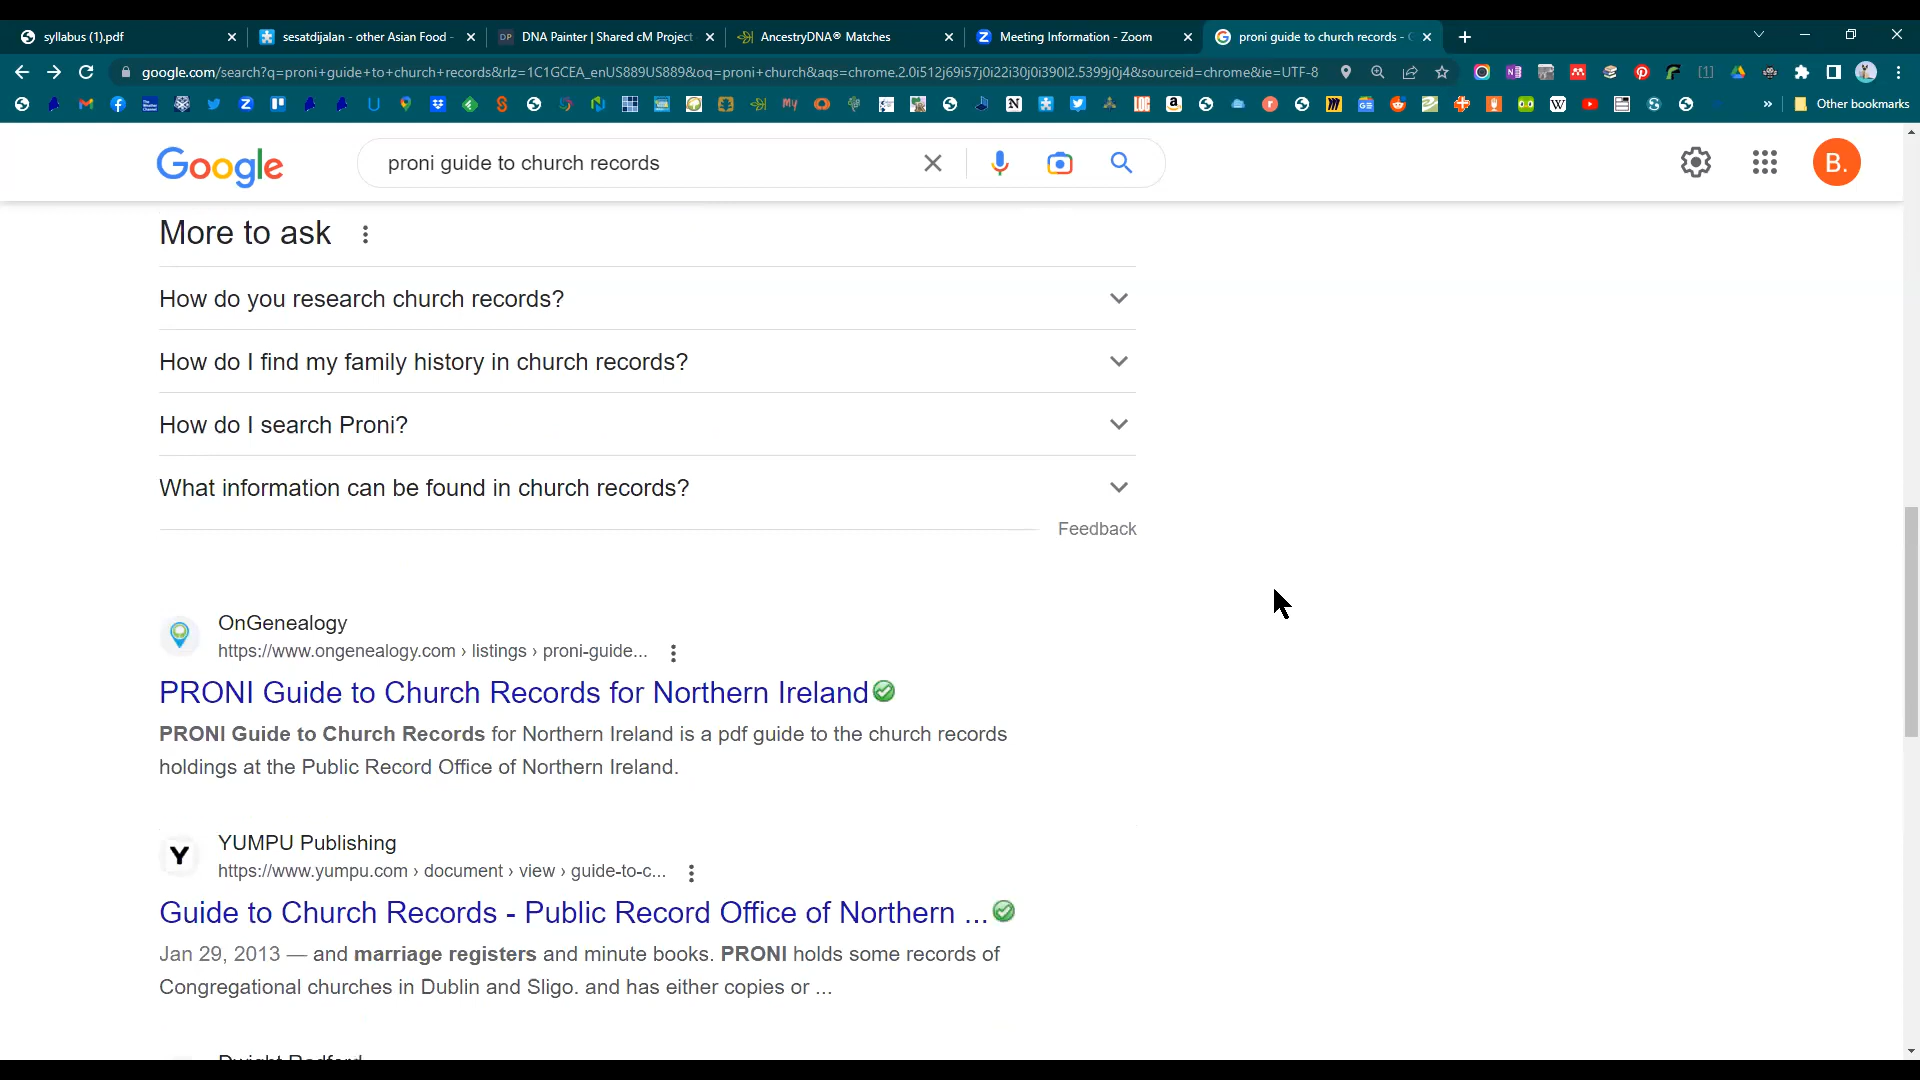 syllabus (1).pdf
sesatdijalan - other Asian Food -
DNA Painter | Shared cM Project
AncestryDNA® Matches
Meeting Information - Zoom
proni guide to church records -
google.com/search?q=proni+guide+to+church+records&rlz=1C1GCEA_enUS889US889&oq=proni+church&aqs=chrome.2.0i512j69i57j0i22i30j0i390l2.5399j0j4&sourceid=chrome&ie=UTF-8
Other bookmarks
Google
proni guide to church records
B.
More to ask
How do you research church records?
How do I find my family history in church records?
How do I search Proni?
What information can be found in church records?
Feedback
OnGenealogy
https://www.ongenealogy.com › listings › proni-guide...
PRONI Guide to Church Records for Northern Ireland
PRONI Guide to Church Records for Northern Ireland is a pdf guide to the church records
holdings at the Public Record Office of Northern Ireland.
Y
YUMPU Publishing
https://www.yumpu.com › document › view › guide-to-c...
Guide to Church Records - Public Record Office of Northern ...
Jan 29, 2013 — and marriage registers and minute books. PRONI holds some records of
Congregational churches in Dublin and Sligo. and has either copies or ...
Dwight Radford